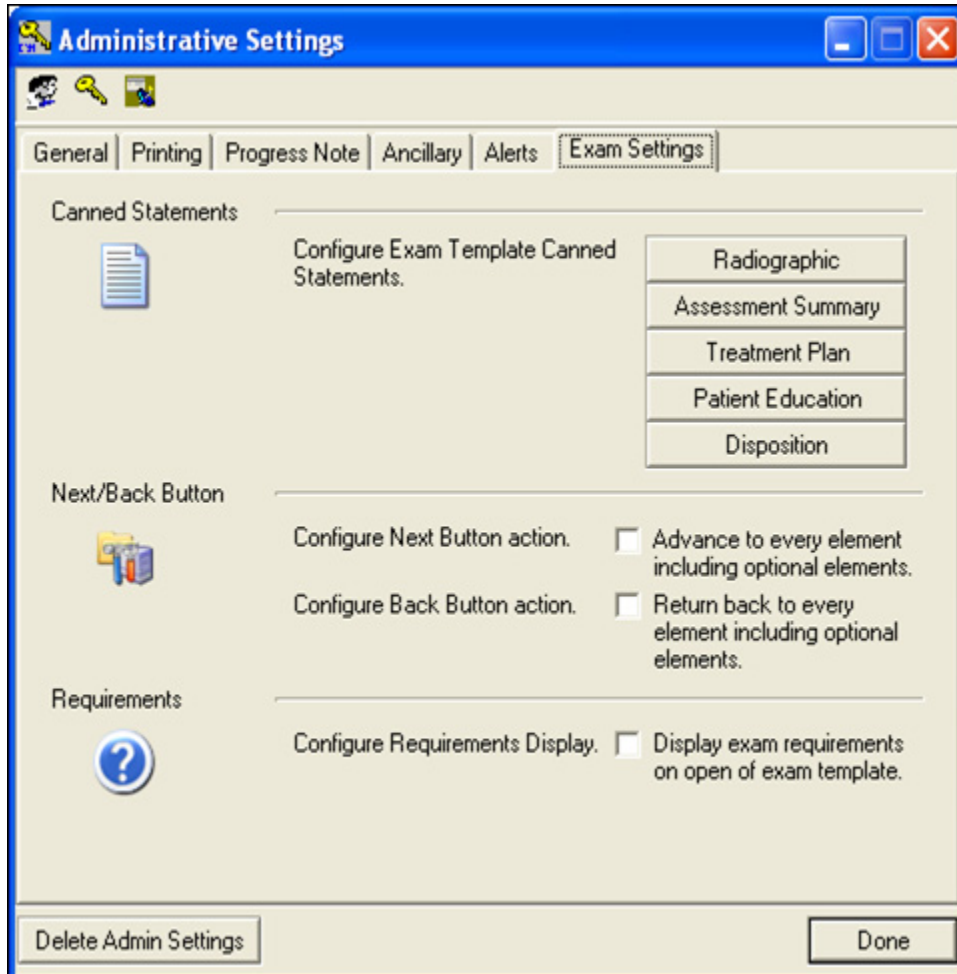 Administrative Settings
General Printing Progress Note Ancillary Alerts Exam Settings
Canned Statements
Configure Exam Template Canned
Statements.
Radiographic
Assessment Summary
Treatment Plan
Patient Education
Disposition
Next/Back Button
Configure Next Button action.
Advance to every element
including optional elements.
Configure Back Button action.
Return back to every
element including optional
elements.
Requirements
Configure Requirements Display.
Display exam requirements
on open of exam template.
Delete Admin Settings
Done